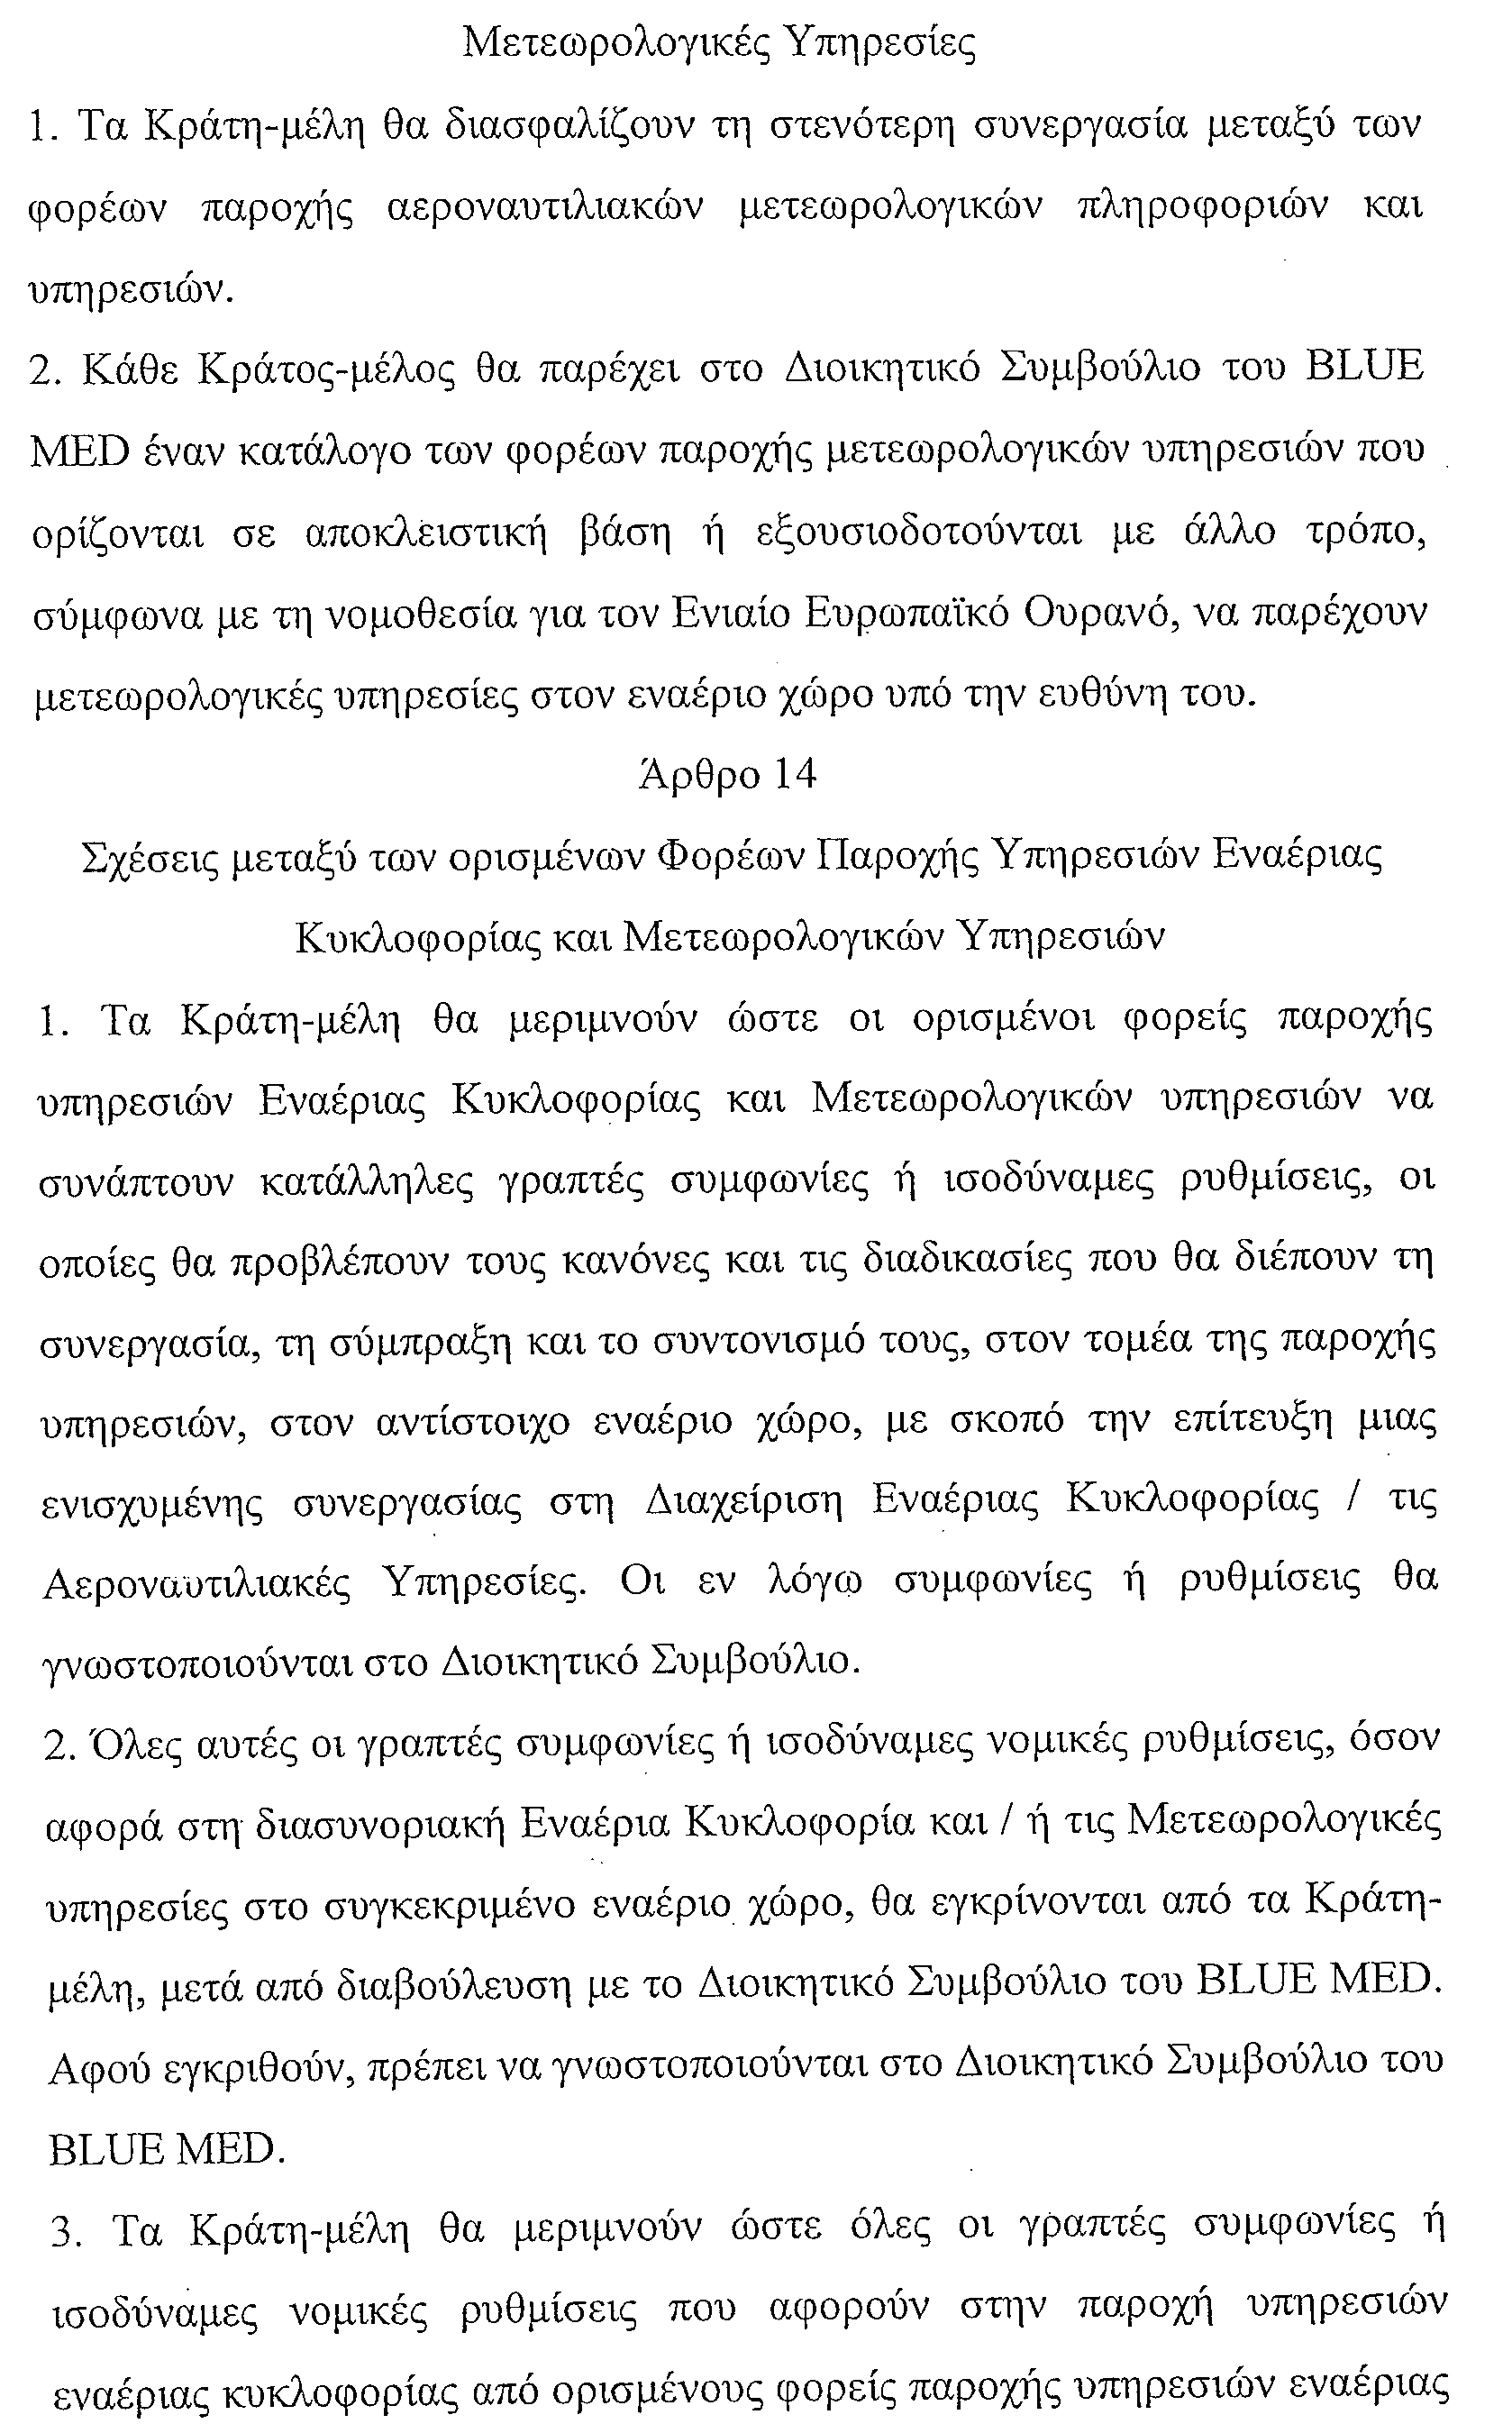 Μετεωρολογικές Υπηρεσίες
1. Τα Κράτη-μέλη θα διασφαλίζουν τη στενότερη συνεργασία μεταξύ των
φορέων παροχής αεροναυτιλιακών μετεωρολογικών πληροφοριών και
υπηρεσιών.
2. Κάθε Κράτος-μέλος θα παρέχει στο Διοικητικό Συμβούλιο του BLUE
MED έναν κατάλογο των φορέων παροχής μετεωρολογικών υπηρεσιών που
ορίζονται σε αποκλειστική βάση ή εξουσιοδοτούνται με άλλο τρόπο,
σύμφωνα με τη νομοθεσία για τον Ενιαίο Ευρωπαϊκό Ουρανό, να παρέχουν
μετεωρολογικές υπηρεσίες στον εναέριο χώρο υπό την ευθύνη του.
Άρθρο 14
Σχέσεις μεταξύ των ορισμένων Φορέων Παροχής Υπηρεσιών Εναέριας
Κυκλοφορίας και Μετεωρολογικών Υπηρεσιών
1. Τα Κράτη-μέλη θα μεριμνούν ώστε οι ορισμένοι φορείς παροχής
υπηρεσιών Εναέριας Κυκλοφορίας και Μετεωρολογικών υπηρεσιών να
συνάπτουν κατάλληλες γραπτές συμφωνίες ή ισοδύναμες ρυθμίσεις, οι
οποίες θα προβλέπουν τους κανόνες και τις διαδικασίες που θα διέπουν τη
συνεργασία, τη σύμπραξη και το συντονισμό τους, στον τομέα της παροχής
υπηρεσιών, στον αντίστοιχο εναέριο χώρο, με σκοπό την επίτευξη μιας
ενισχυμένης συνεργασίας στη Διαχείριση Εναέριας Κυκλοφορίας / τις
Αεροναυτιλιακές Υπηρεσίες. Οι εν λόγω συμφωνίες ή ρυθμίσεις θα
γνωστοποιούνται στο Διοικητικό Συμβούλιο.
2. Όλες αυτές οι γραπτές συμφωνίες ή ισοδύναμες νομικές ρυθμίσεις, όσον
αφορά στη διασυνοριακή Εναέρια Κυκλοφορία και / ή τις Μετεωρολογικές
υπηρεσίες στο συγκεκριμένο εναέριο χώρο, θα εγκρίνονται από τα Κράτη-
μέλη, μετά από διαβούλευση με το Διοικητικό Συμβούλιο του BLUE MED.
Αφού εγκριθούν, πρέπει να γνωστοποιούνται στο Διοικητικό Συμβούλιο του
BLUE MED.
3. Τα Κράτη-μέλη θα μεριμνούν ώστε όλες οι γραπτές συμφωνίες ή
ισοδύναμες νομικές ρυθμίσεις που αφορούν στην παροχή υπηρεσιών
εναέριας κυκλοφορίας από ορισμένους φορείς παροχής υπηρεσιών εναέριας